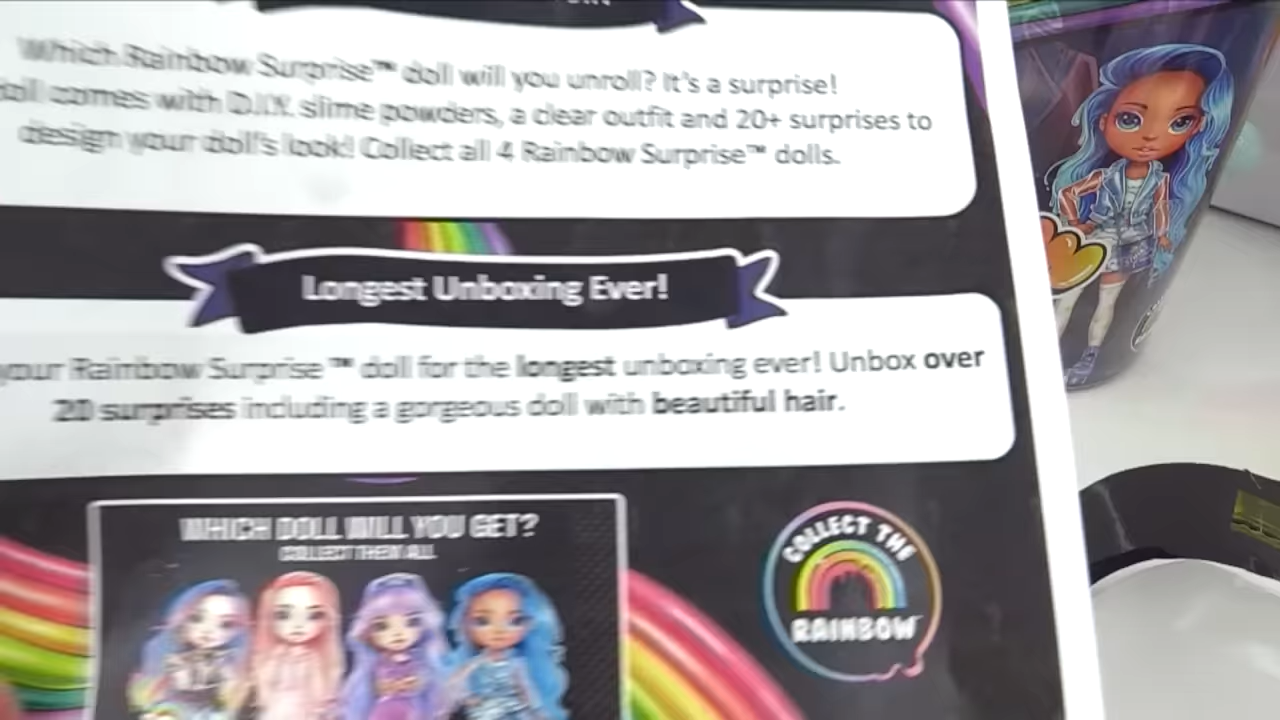 Which Rainbow Surprise™ doll will you unroll? It's a surprise!
doll comes with D.I.Y. slime powders, a clear outfit and 20+ surprises to
design your doll's look! Collect all 4 Rainbow Surprise™ dolls.
Longest Unboxing Ever!
your Rainbow Surprise ™ doll for the longest unboxing ever! Unbox over
20 surprises including a gorgeous doll with beautiful hair.
WHICH DOLL WILL YOU GET?
COLLECT THEM ALL
COLLECT THE
RAINBOW